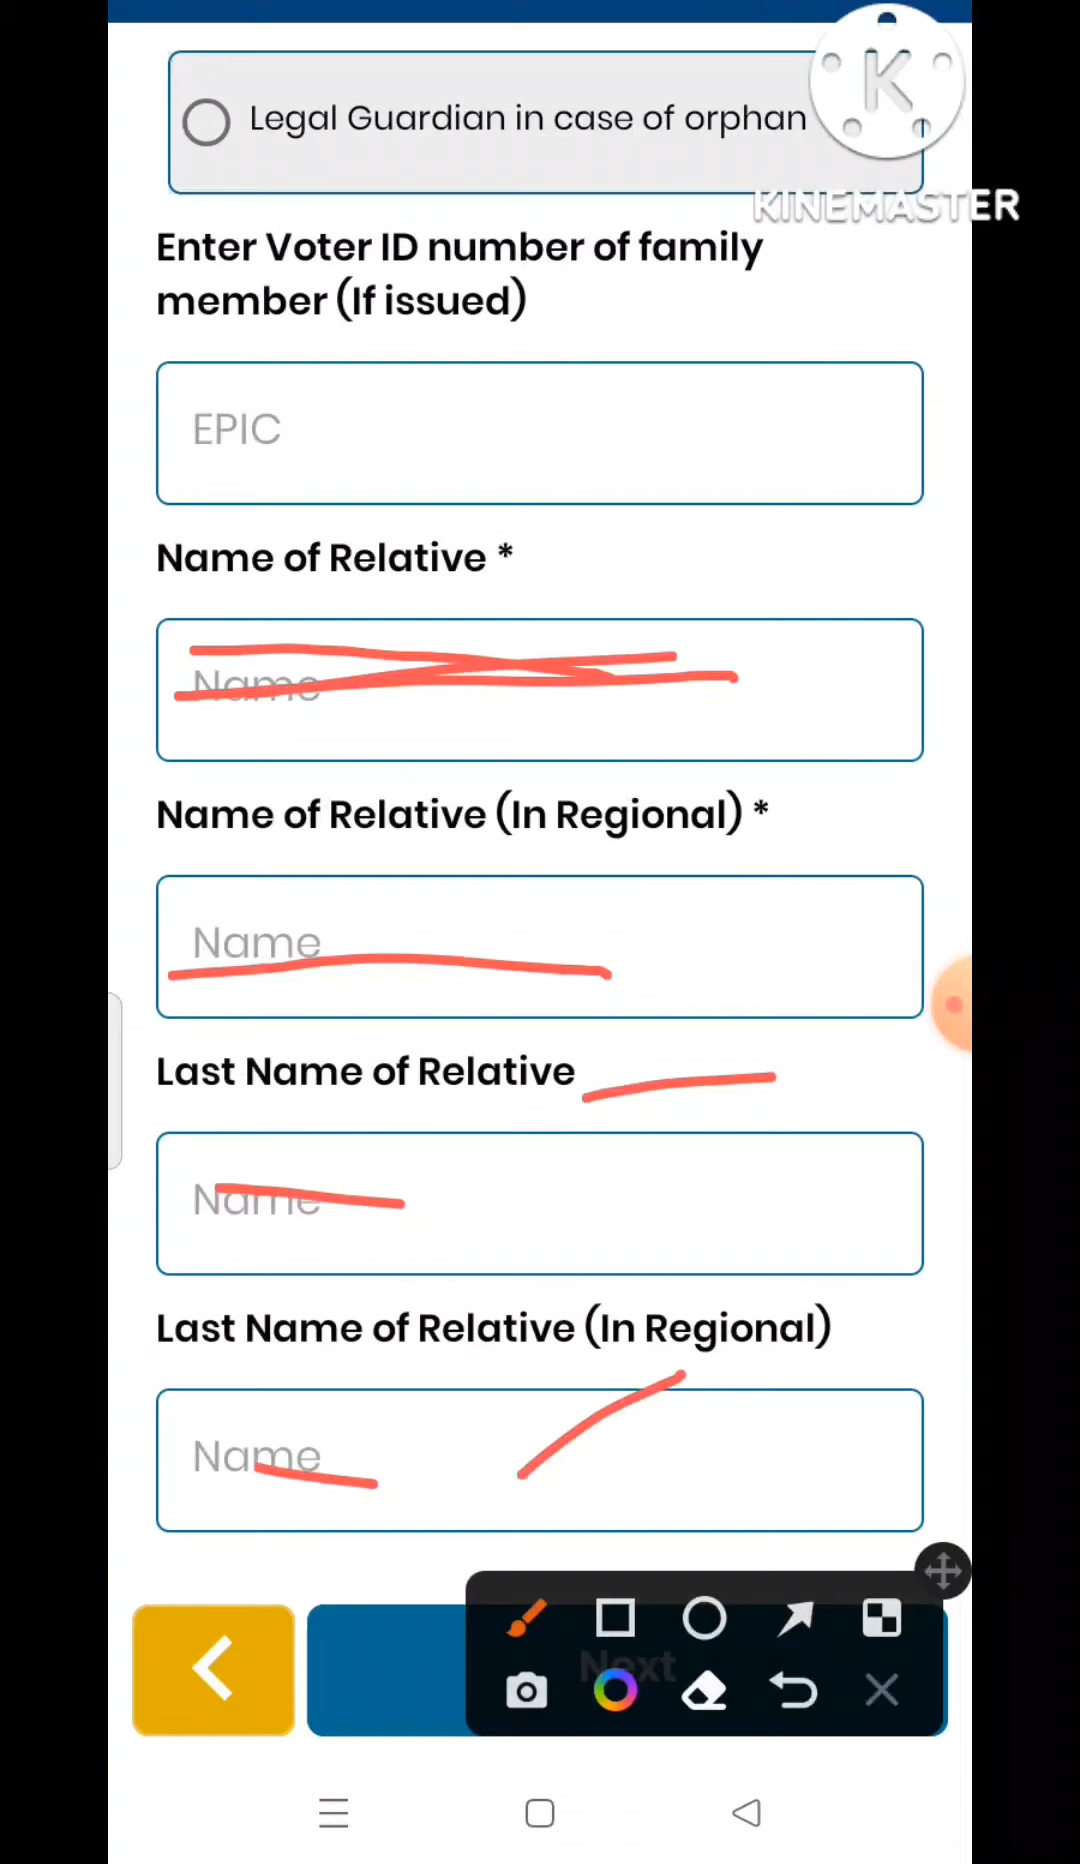 K
KINEMASTER
Legal Guardian in case of orphan
Enter Voter ID number of family
member (If issued)
EPIC
Name of Relative *
Name
Name of Relative (In Regional) *
Name
Last Name of Relative
Name
Last Name of Relative (In Regional)
Name
Next